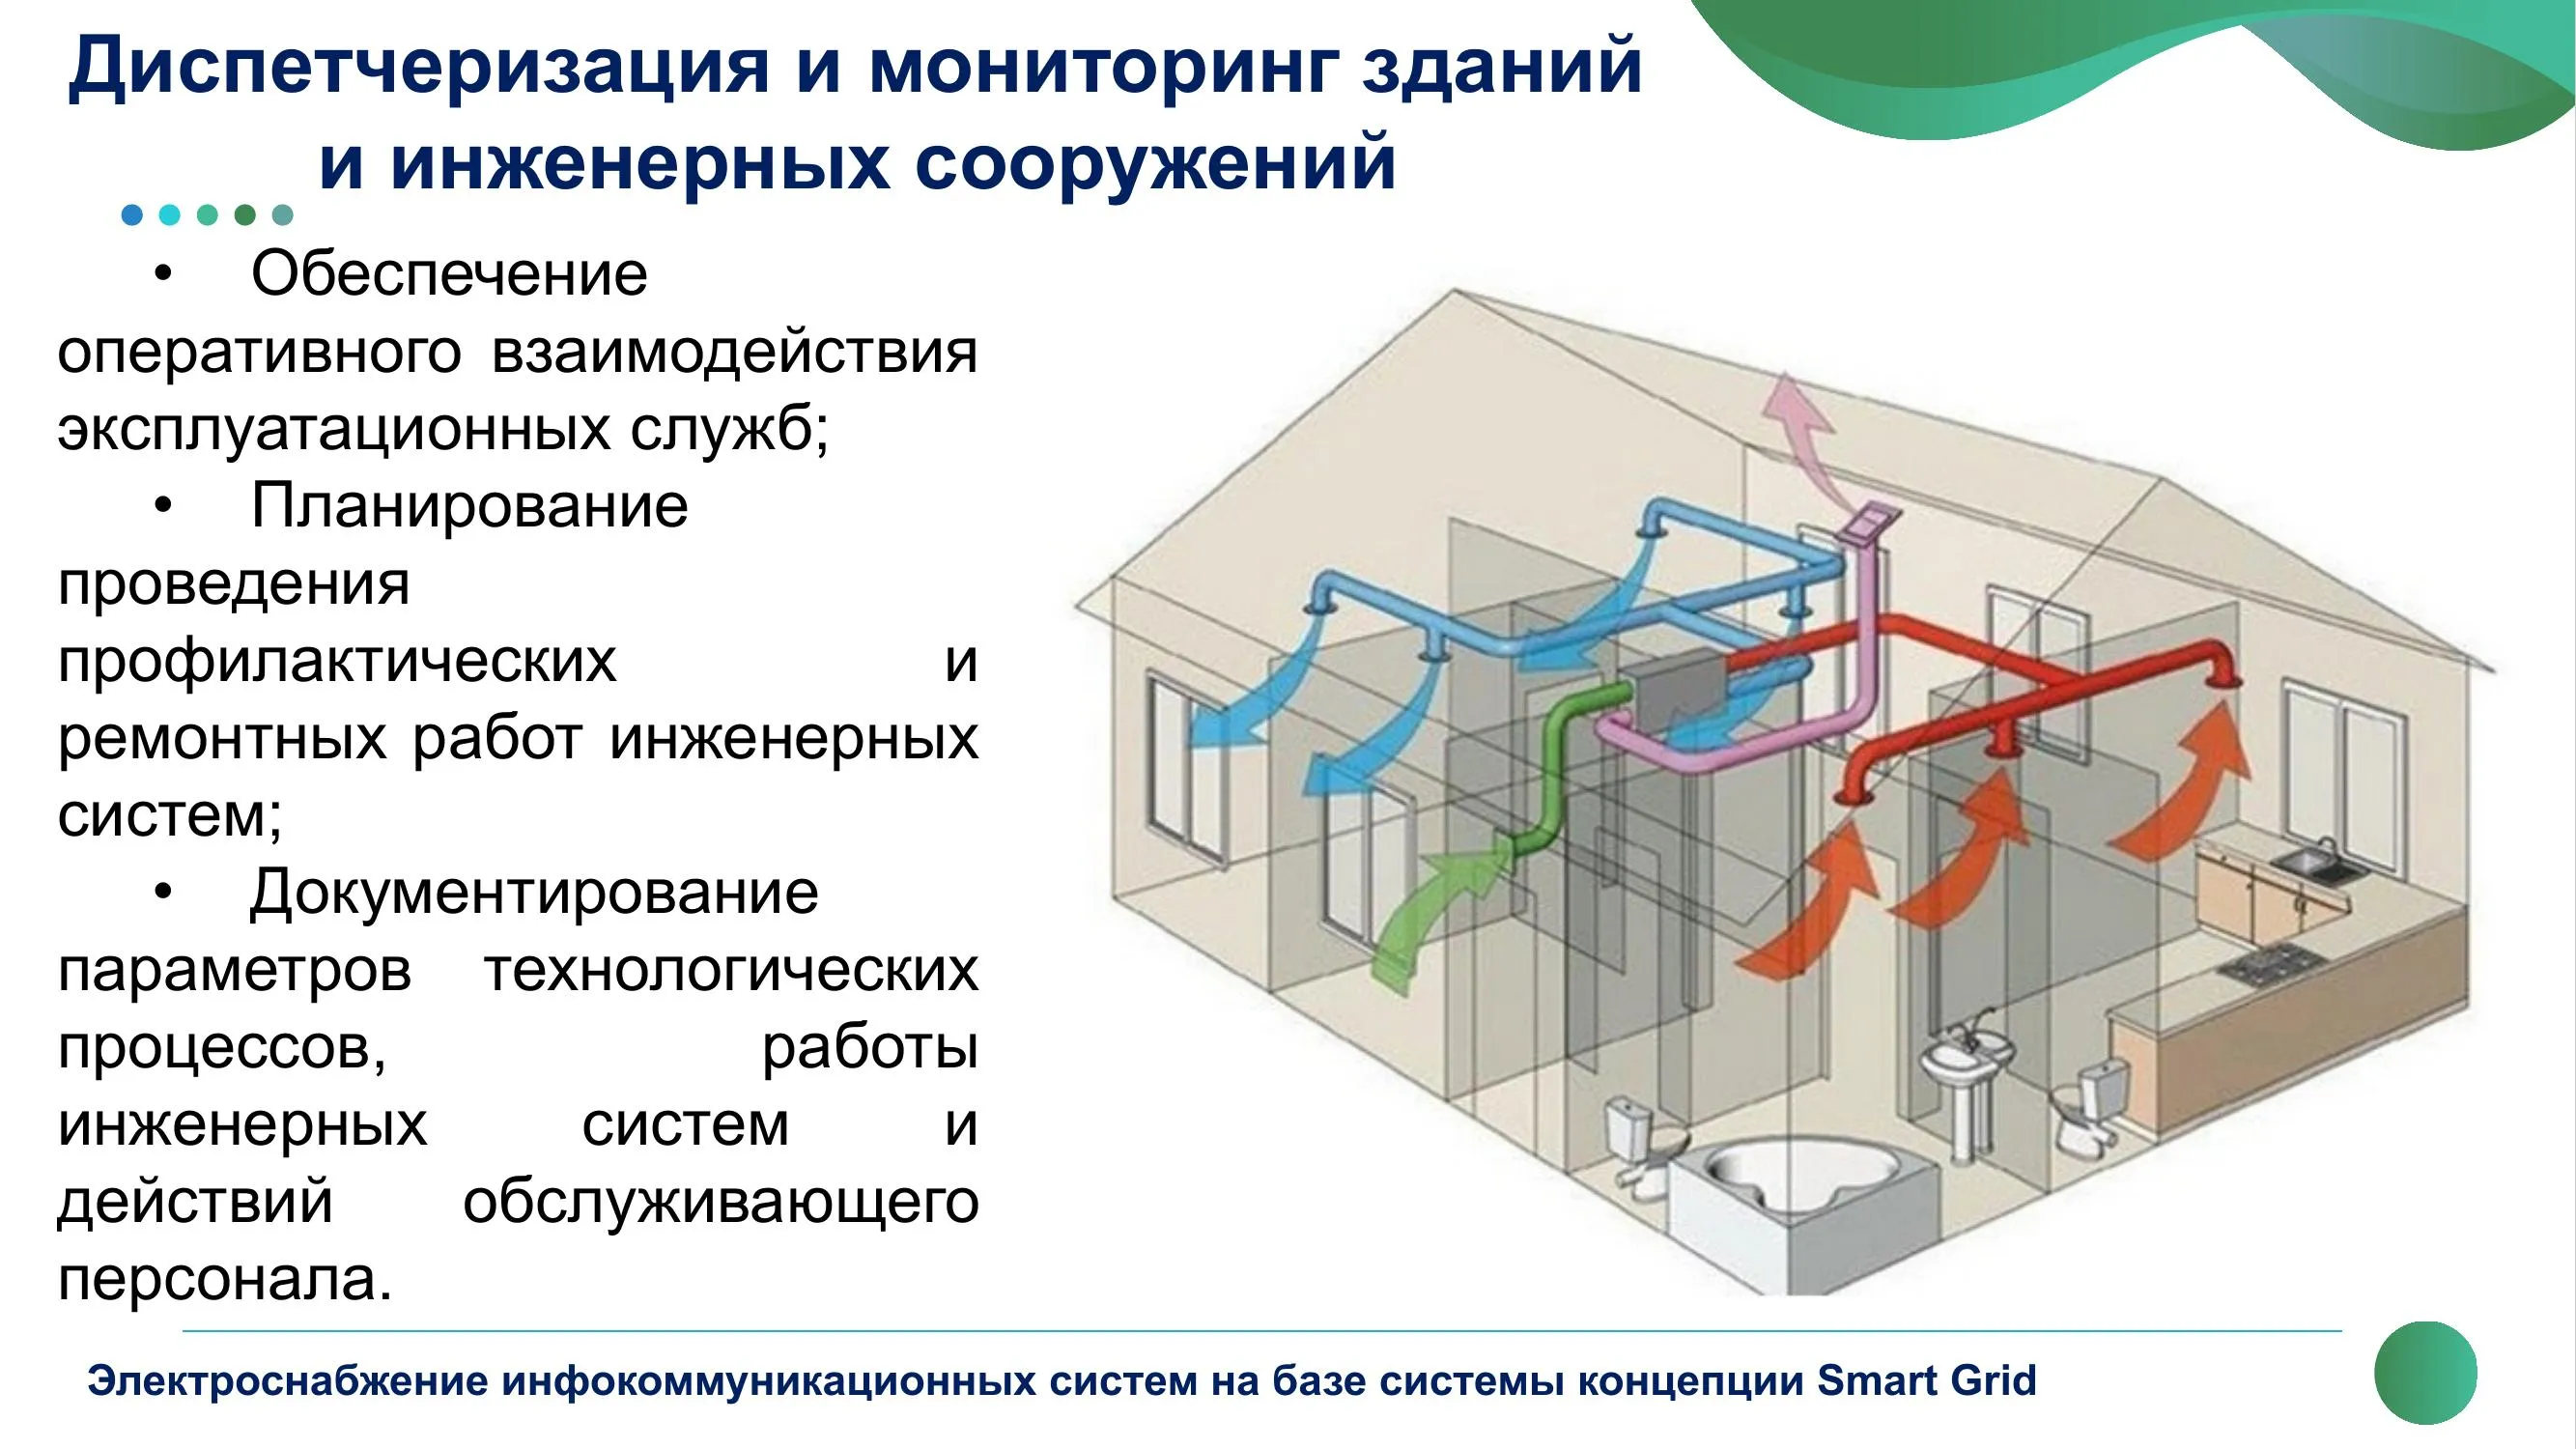 Диспетчеризация и мониторинг зданий
и инженерных сооружений
• Обеспечение
оперативного взаимодействия
эксплуатационных служб;
• Планирование
проведения
профилактических и
ремонтных работ инженерных
систем;
• Документирование
параметров технологических
процессов, работы
инженерных систем и
действий обслуживающего
персонала.
Электроснабжение инфокоммуникационных систем на базе системы концепции Smart Grid